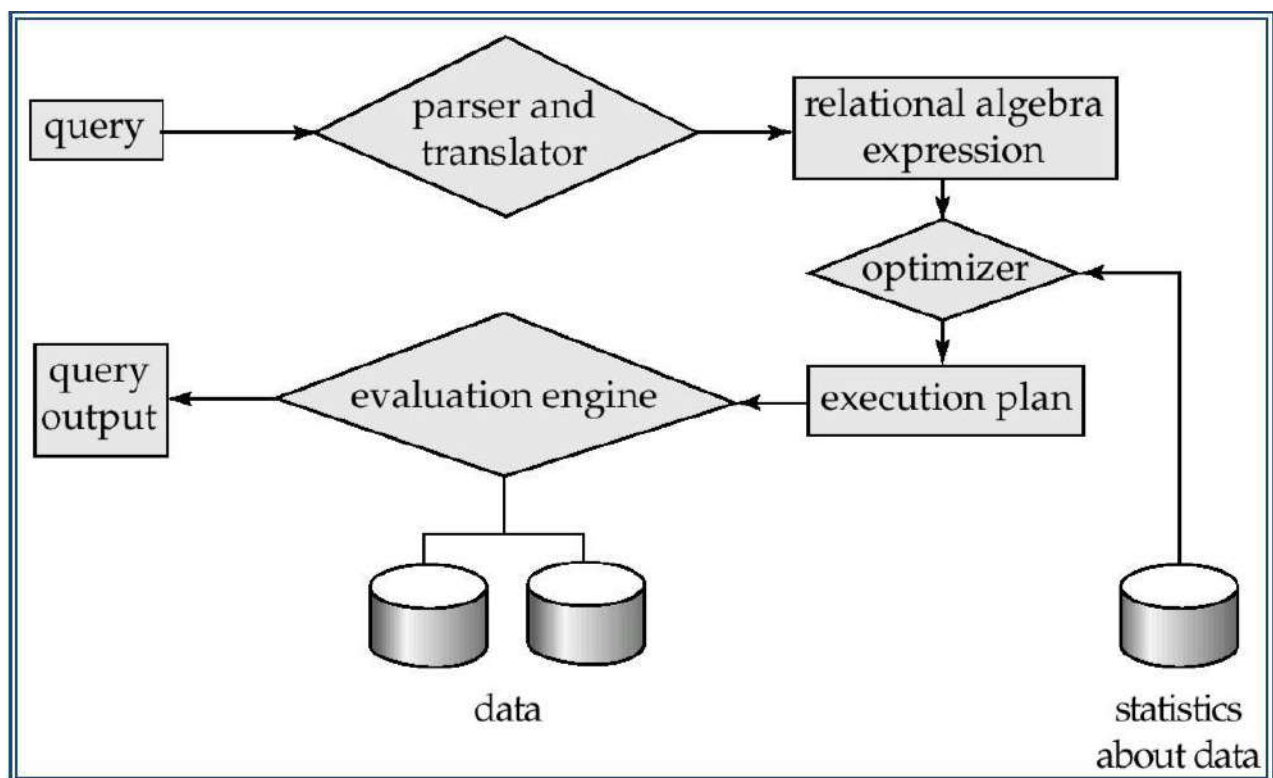 query
parser and
translator
relational algebra
expression
optimizer
query
output
evaluation engine
execution plan
data
statistics
about data